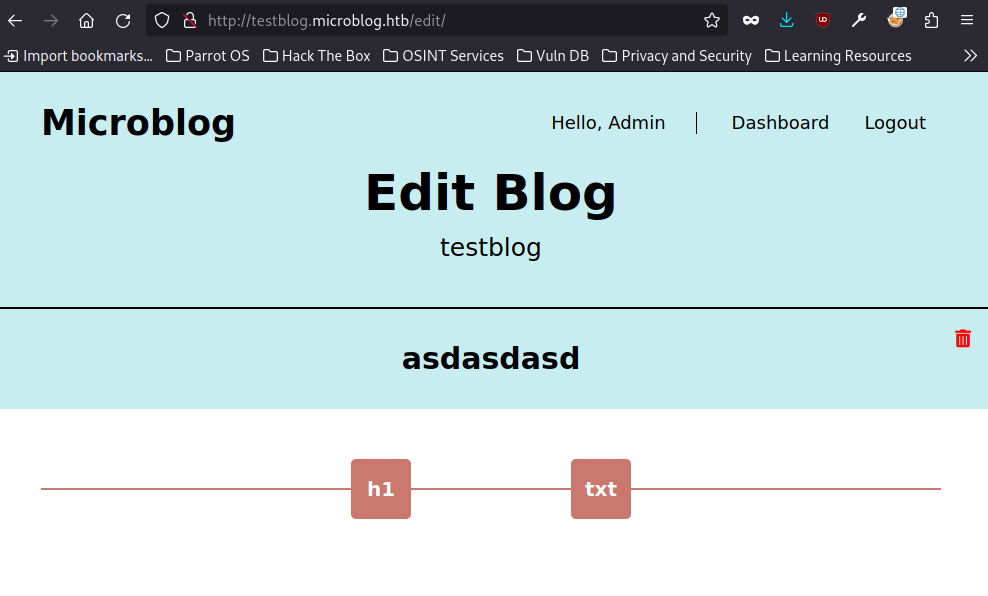 http://testblog.microblog.htb/edit/
Import bookmarks... Parrot OS Hack The Box OSINT Services Vuln DB Privacy and Security Learning Resources
Microblog Hello, Admin Dashboard Logout
Edit Blog
testblog
asdasdasd
h1 txt